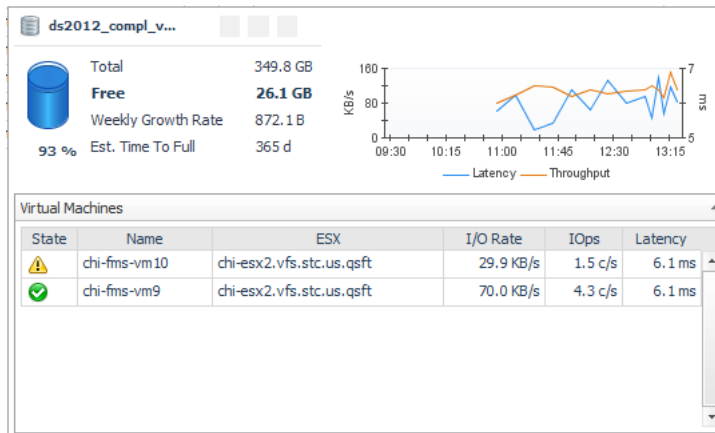 ds2012_compl_v...
Total 349.8 GB
Free 26.1 GB
Weekly Growth Rate 872.1 B
Est. Time To Full 365 d
93 %
160
80
0
KB/s
7
5
ms
09:30 10:15 11:00 11:45 12:30 13:15
Latency Throughput
Virtual Machines
State Name ESX I/O Rate IOps Latency
chi-fms-vm10 chi-esx2.vfs.stc.us.qsft 29.9 KB/s 1.5 c/s 6.1 ms
chi-fms-vm9 chi-esx2.vfs.stc.us.qsft 70.0 KB/s 4.3 c/s 6.1 ms